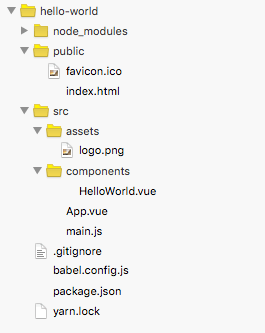 hello-world
node_modules
public
favicon.ico
index.html
src
assets
logo.png
components
HelloWorld.vue
App.vue
main.js
.gitignore
babel.config.js
package.json
yarn.lock